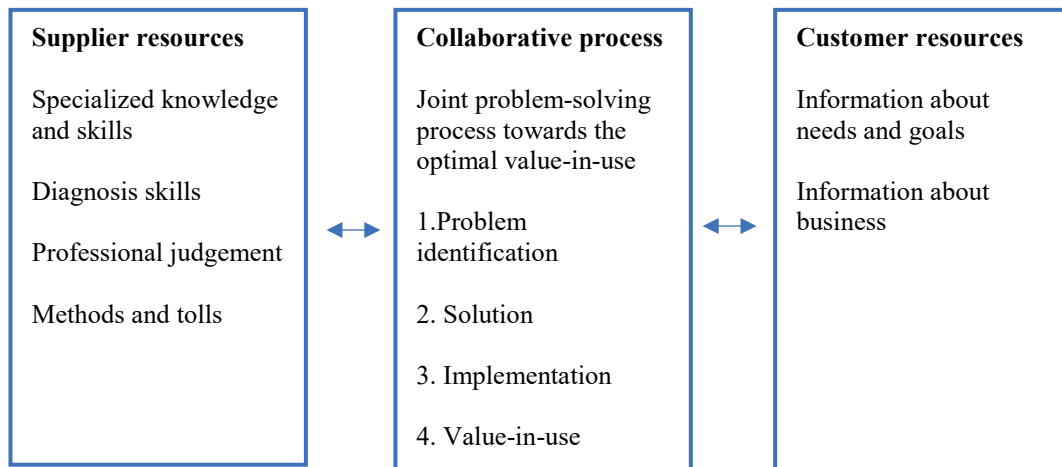 Supplier resources
Specialized knowledge
and skills
Diagnosis skills
Professional judgement
Methods and tolls
Collaborative process
Joint problem-solving
process towards the
optimal value-in-use
1.Problem
identification
2. Solution
3. Implementation
4. Value-in-use
Customer resources
Information about
needs and goals
Information about
business